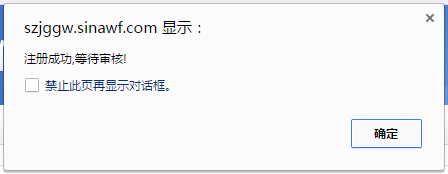 szjggw.sinawf.com 显示：
注册成功,等待审核!
禁止此页再显示对话框。
确定